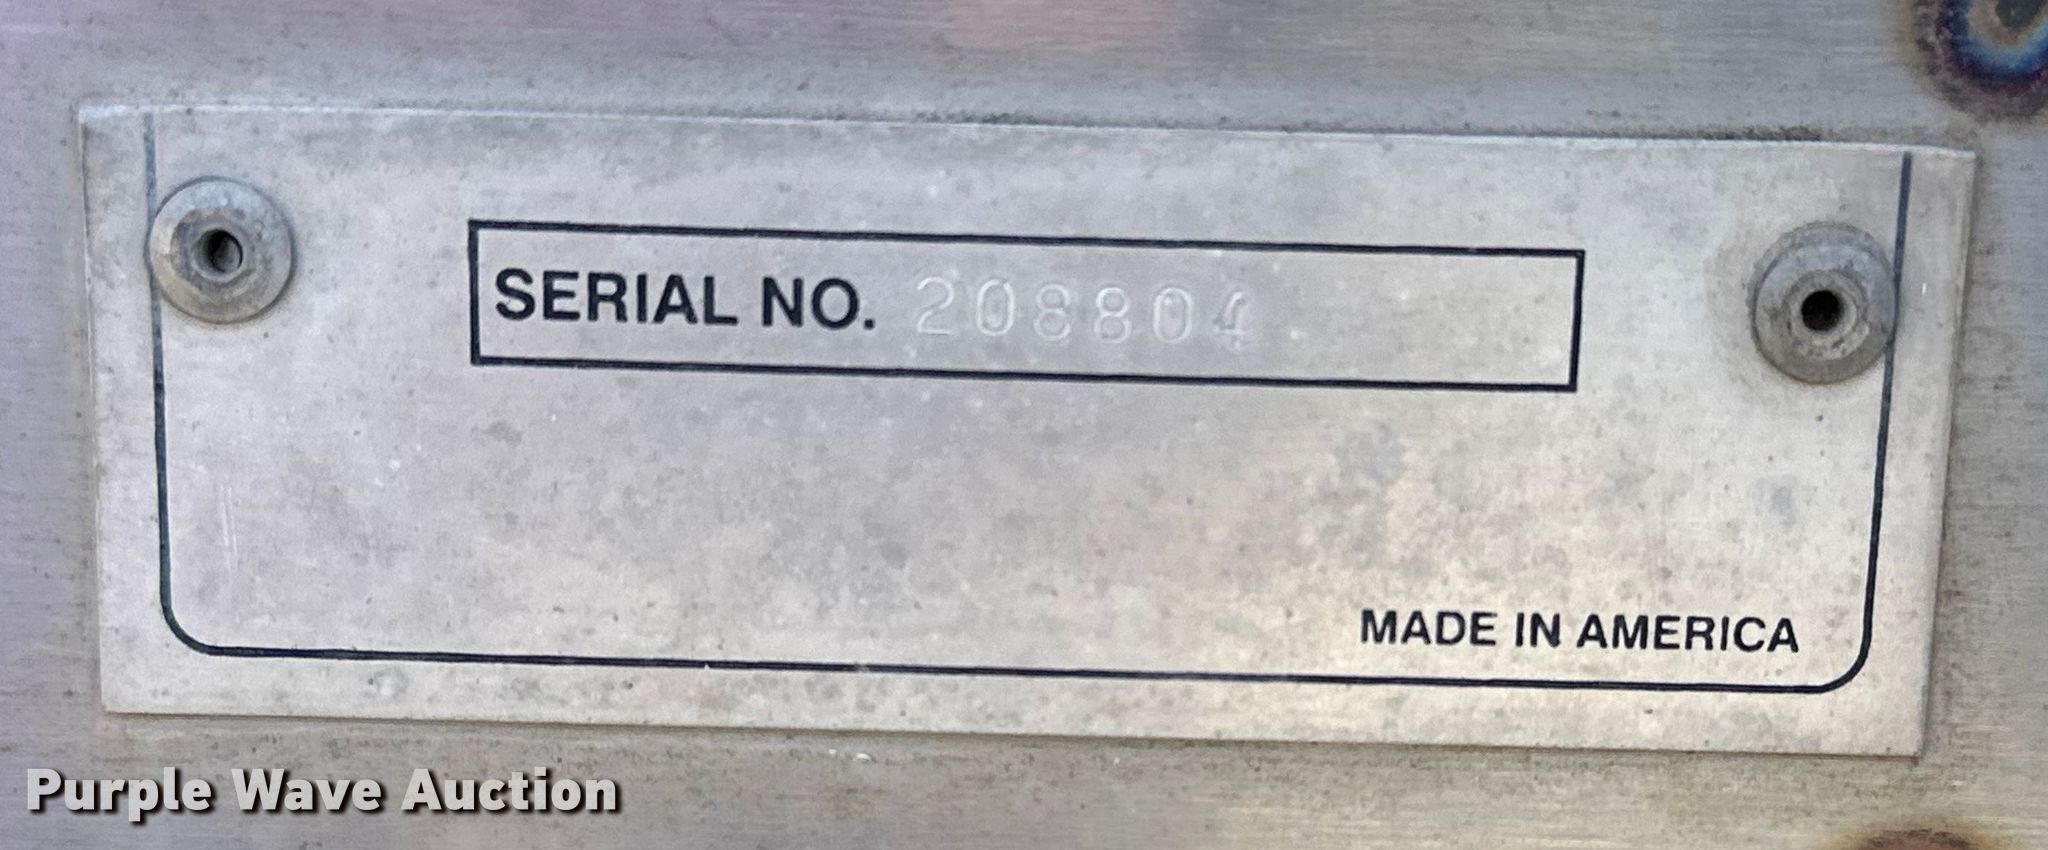 SERIAL NO. 208804
MADE IN AMERICA
Purple Wave Auction